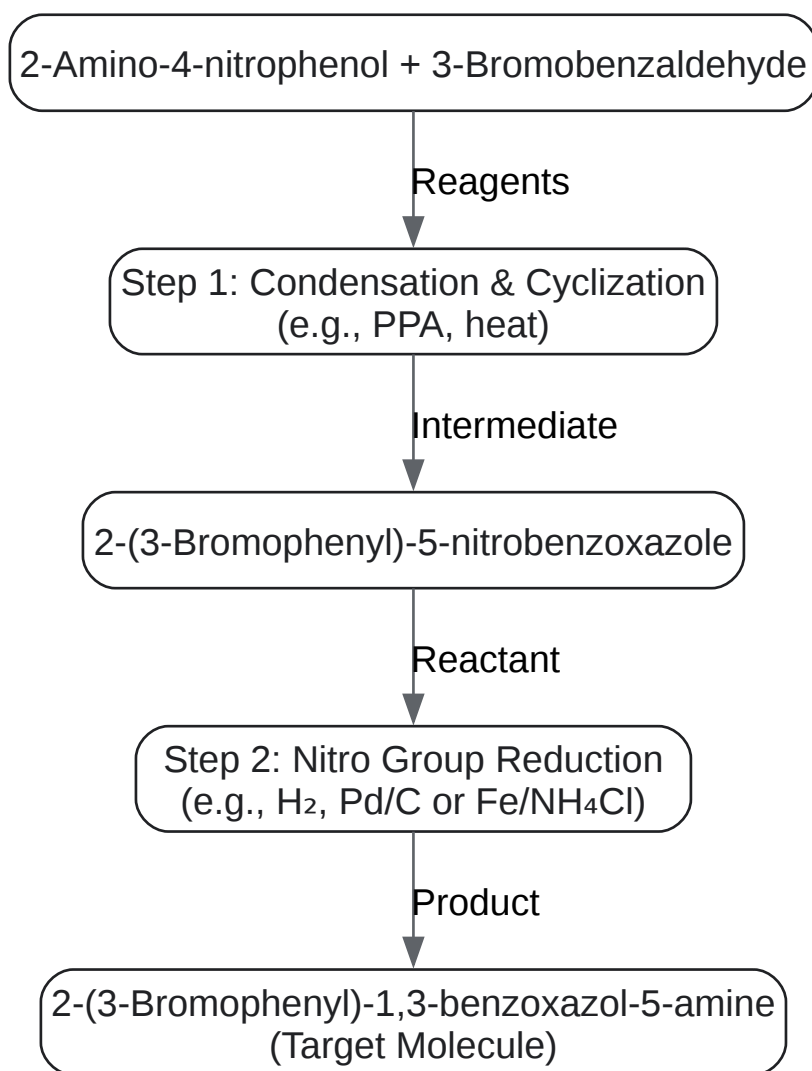 2-Amino-4-nitrophenol + 3-Bromobenzaldehyde
Reagents
Step 1: Condensation & Cyclization
(e.g., PPA, heat)
Intermediate
2-(3-Bromophenyl)-5-nitrobenzoxazole
Reactant
Step 2: Nitro Group Reduction
(e.g., H₂, Pd/C or Fe/NH₄Cl)
Product
2-(3-Bromophenyl)-1,3-benzoxazol-5-amine
(Target Molecule)